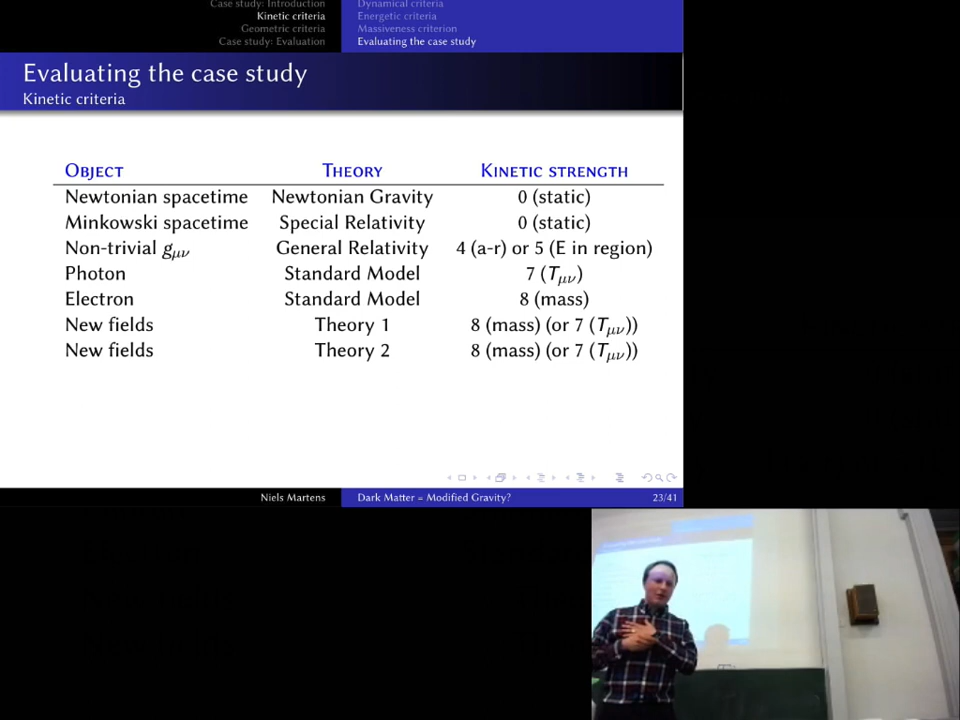 Case study: Introduction Dynamical criteria
Kinetic criteria Energetic criteria
Geometric criteria Massiveness criterion
Case study: Evaluation Evaluating the case study
Evaluating the case study
Kinetic criteria
Object Theory Kinetic strength
Newtonian spacetime Newtonian Gravity 0 (static)
Minkowski spacetime Special Relativity 0 (static)
Non-trivial gμν General Relativity 4 (a-r) or 5 (E in region)
Photon Standard Model 7 (Tμν)
Electron Standard Model 8 (mass)
New fields Theory 1 8 (mass) (or 7 (Tμν))
New fields Theory 2 8 (mass) (or 7 (Tμν))
Niels Martens Dark Matter = Modified Gravity? 23/41